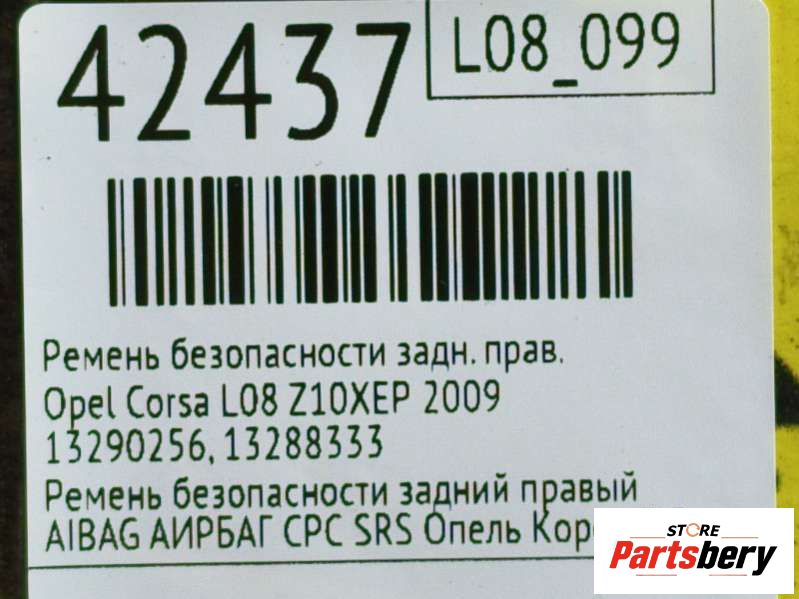 42437
L08_099
Ремень безопасности задн. прав.
Opel Corsa L08 Z10XEP 2009
13290256, 13288333
Ремень безопасности задний правый
AIBAG АИРБАГ СРС SRS Опель
STORE
Partsbery